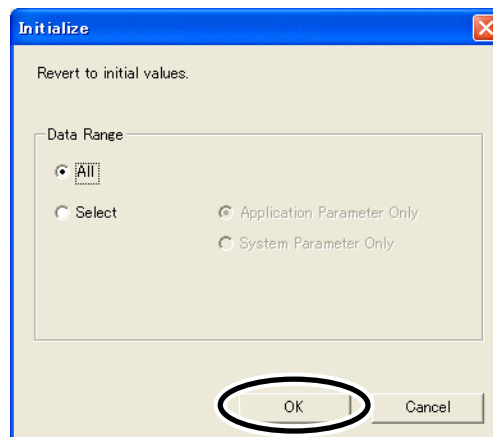 Initialize
Revert to initial values.
Data Range
All
Select
Application Parameter Only
System Parameter Only
OK
Cancel